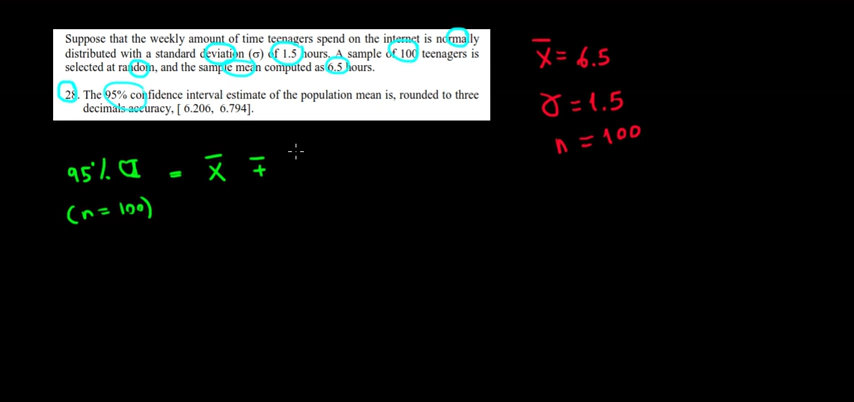 Suppose that the weekly amount of time teenagers spend on the internet is normally
distributed with a standard deviation (σ) of 1.5 hours. A sample of 100 teenagers is
selected at random, and the sample mean computed as 6.5 hours.
28. The 95% confidence interval estimate of the population mean is, rounded to three
decimals accuracy, [ 6.206, 6.794].
x̅ = 6.5
σ = 1.5
n = 100
95% CI = x̅ ∓
(n = 100)